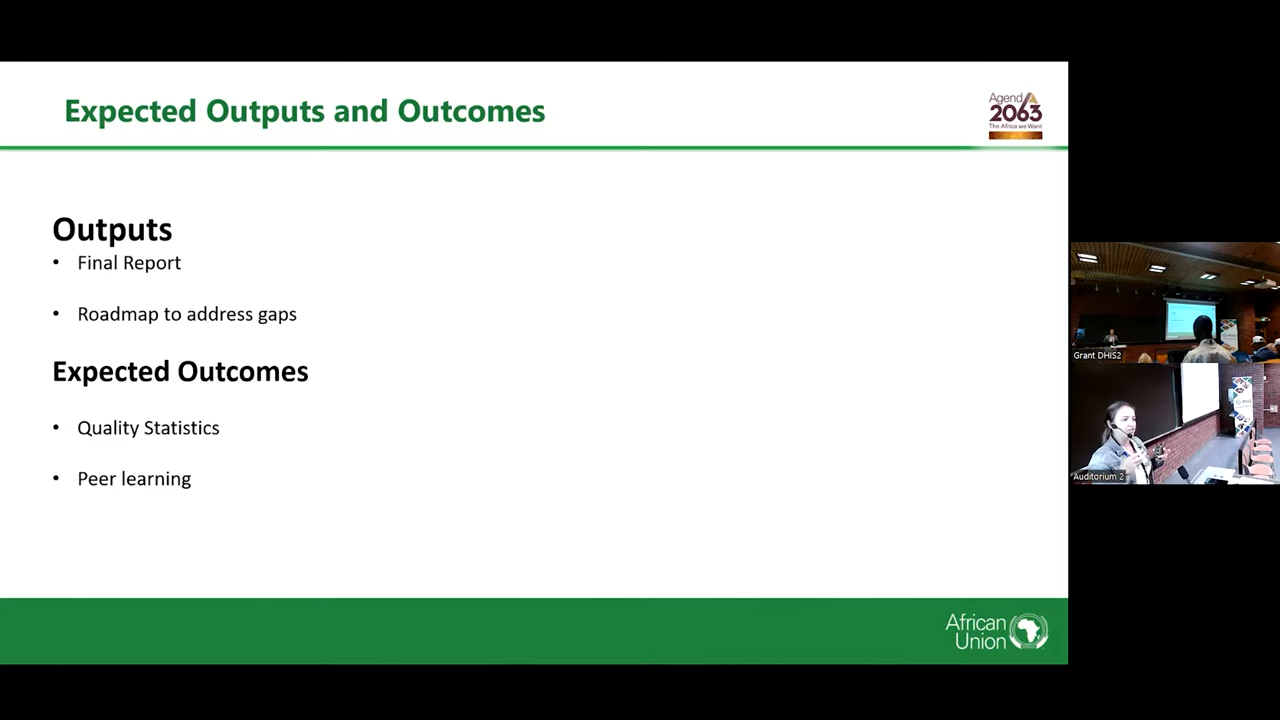 Expected Outputs and Outcomes
Agenda
2063
The Africa we Want
Outputs
• Final Report
• Roadmap to address gaps
Expected Outcomes
• Quality Statistics
• Peer learning
African
Union
Grant DHIS2
Auditorium 2